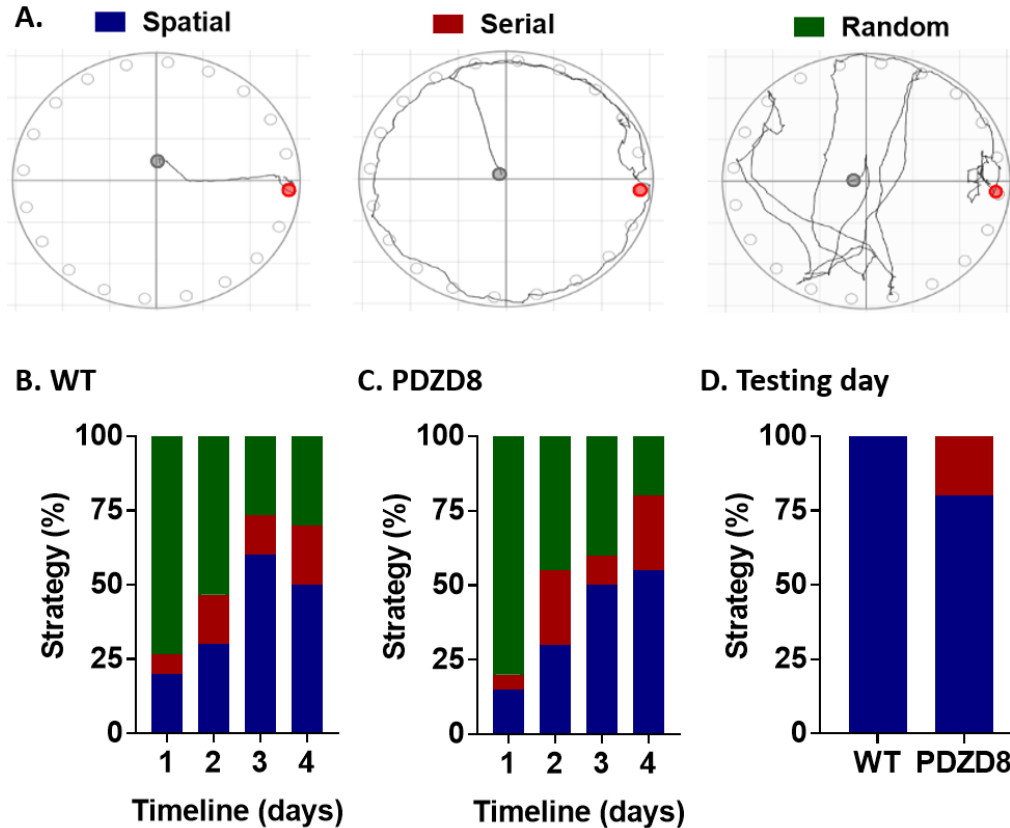 A.
Spatial
Serial
Random
B. WT
C. PDZD8
D. Testing day
Strategy (%)
100
75
50
25
0
1 2 3 4
Timeline (days)
Strategy (%)
100
75
50
25
0
1 2 3 4
Timeline (days)
Strategy (%)
100
75
50
25
0
WT PDZD8